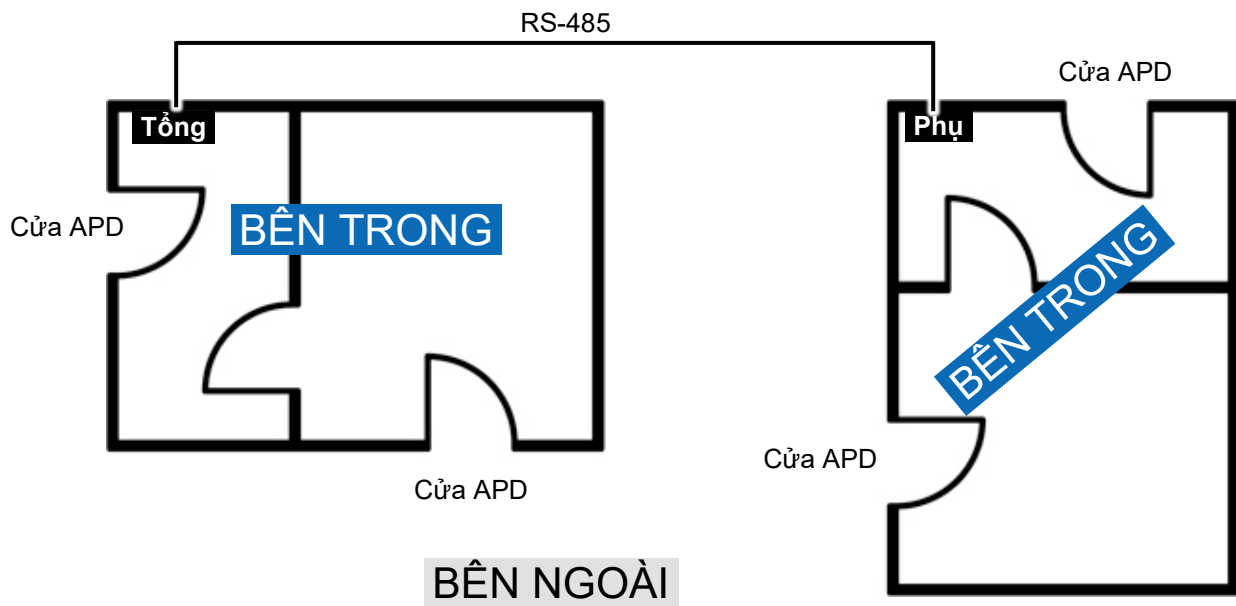 RS-485
Cửa APD
Tổng
Phụ
Cửa APD
BÊN TRONG
BÊN TRONG
Cửa APD
Cửa APD
BÊN NGOÀI